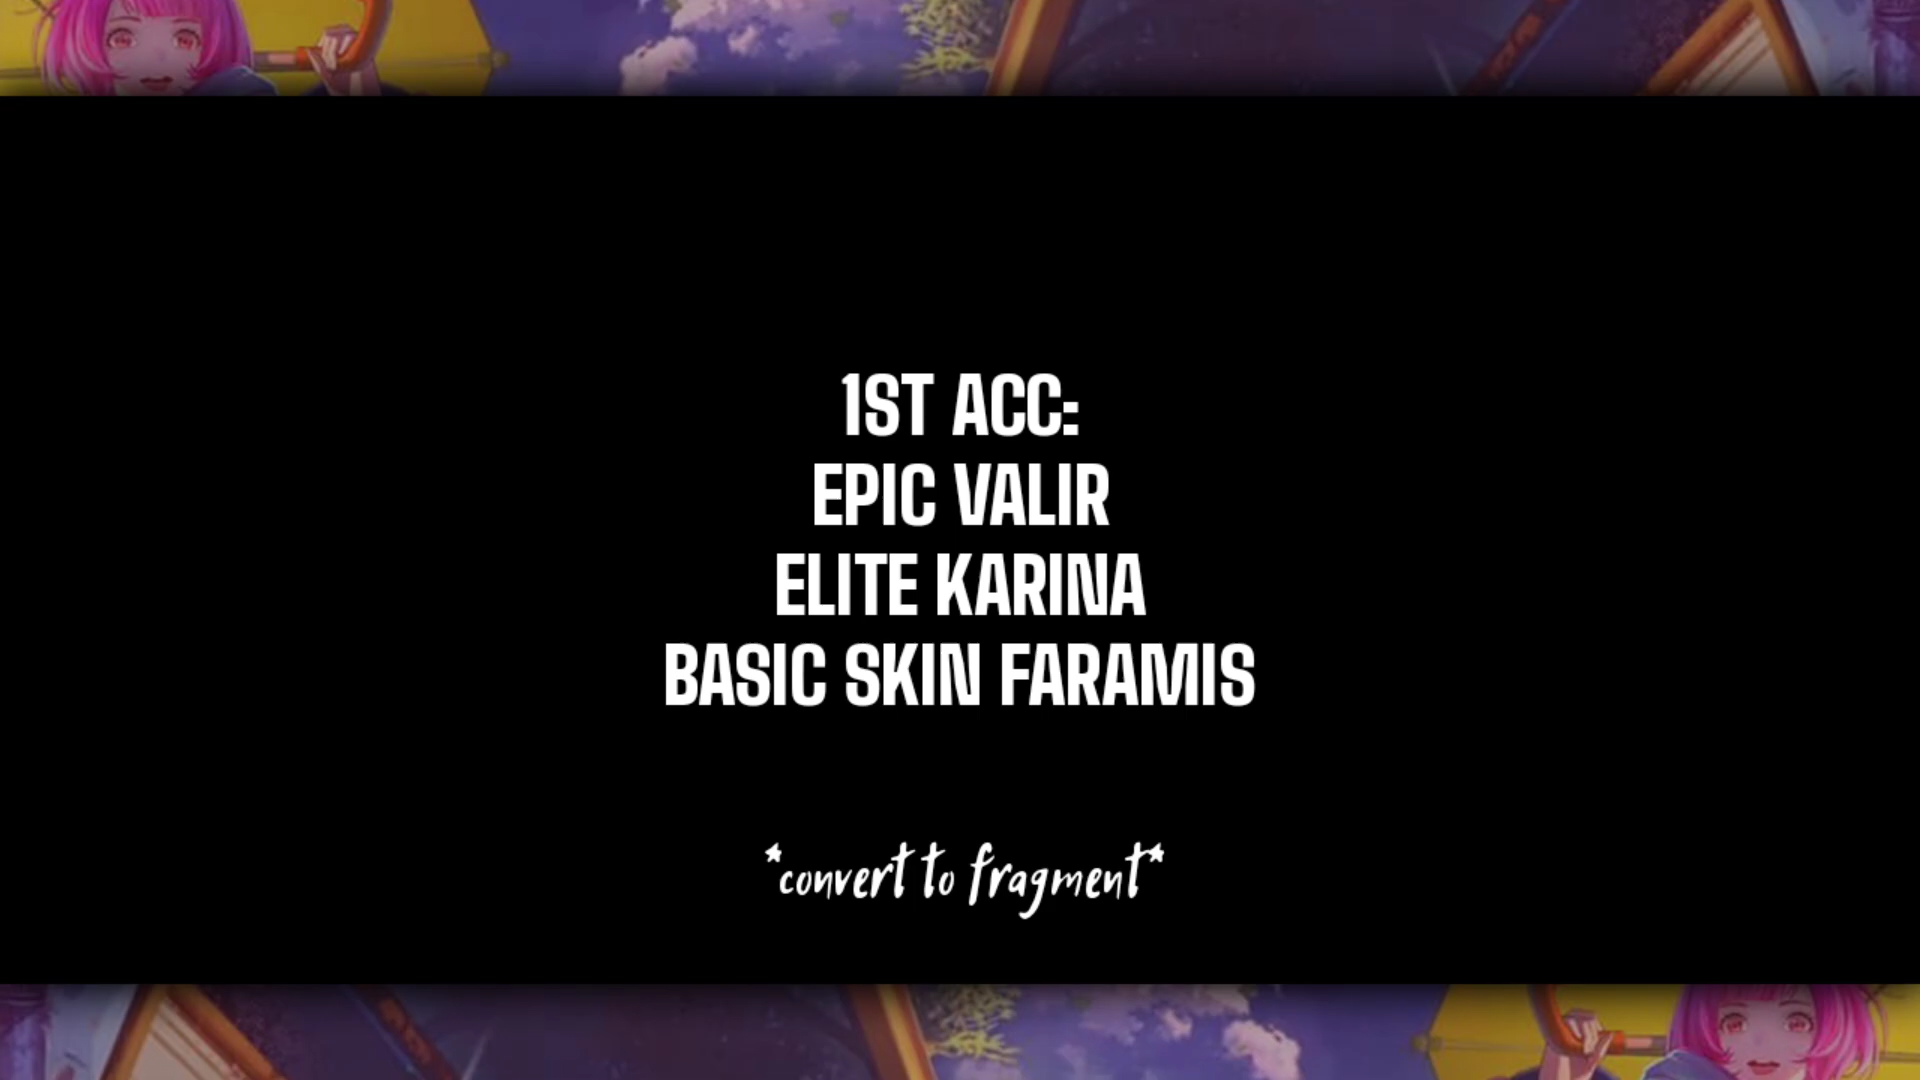 1ST ACC:
EPIC VALIR
ELITE KARINA
BASIC SKIN FARAMIS
*convert to fragment*